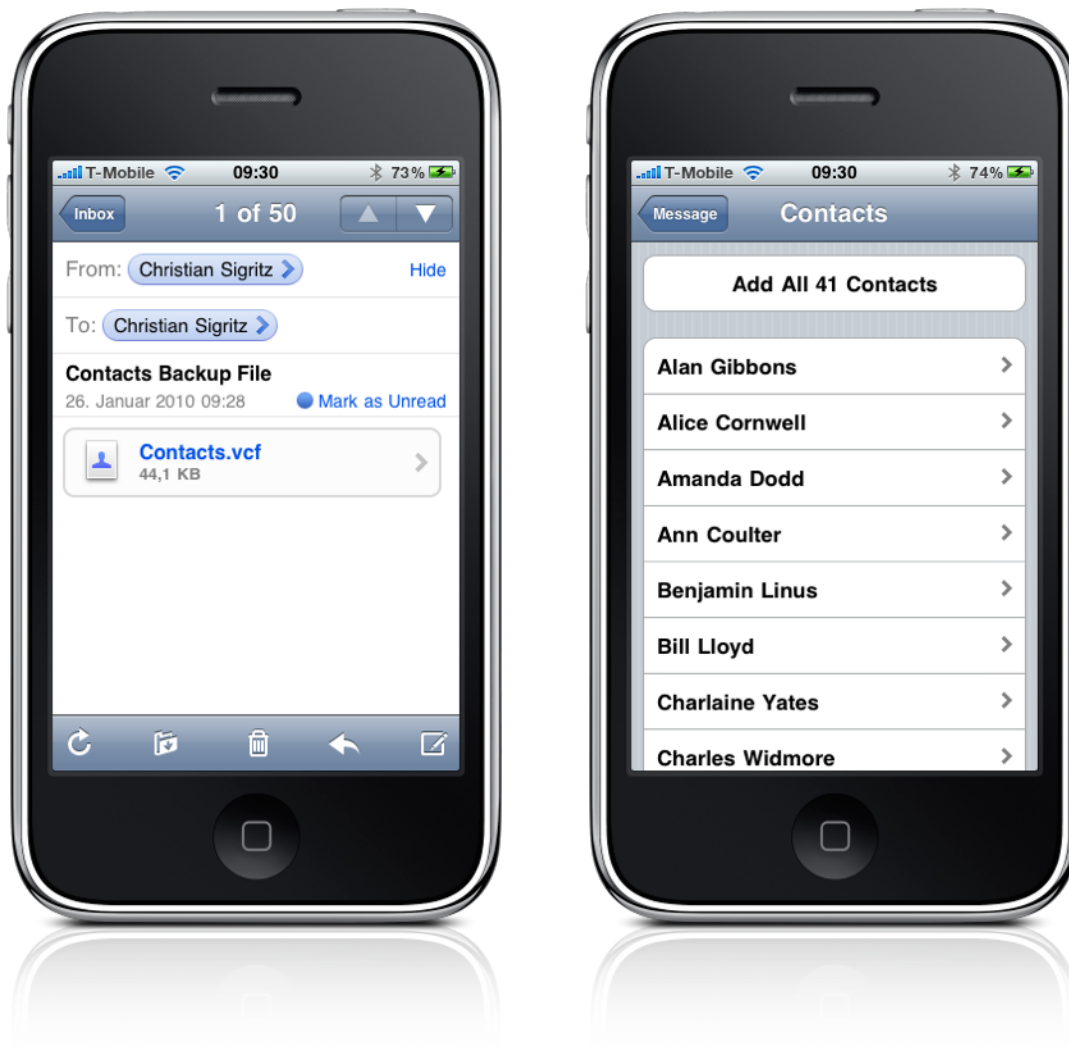 T-Mobile 09:30 73%
Inbox 1 of 50
From: Christian Sigritz Hide
To: Christian Sigritz
Contacts Backup File
26. Januar 2010 09:28 Mark as Unread
Contacts.vcf
44,1 KB
T-Mobile 09:30 74%
Message Contacts
Add All 41 Contacts
Alan Gibbons
Alice Cornwell
Amanda Dodd
Ann Coulter
Benjamin Linus
Bill Lloyd
Charlaine Yates
Charles Widmore